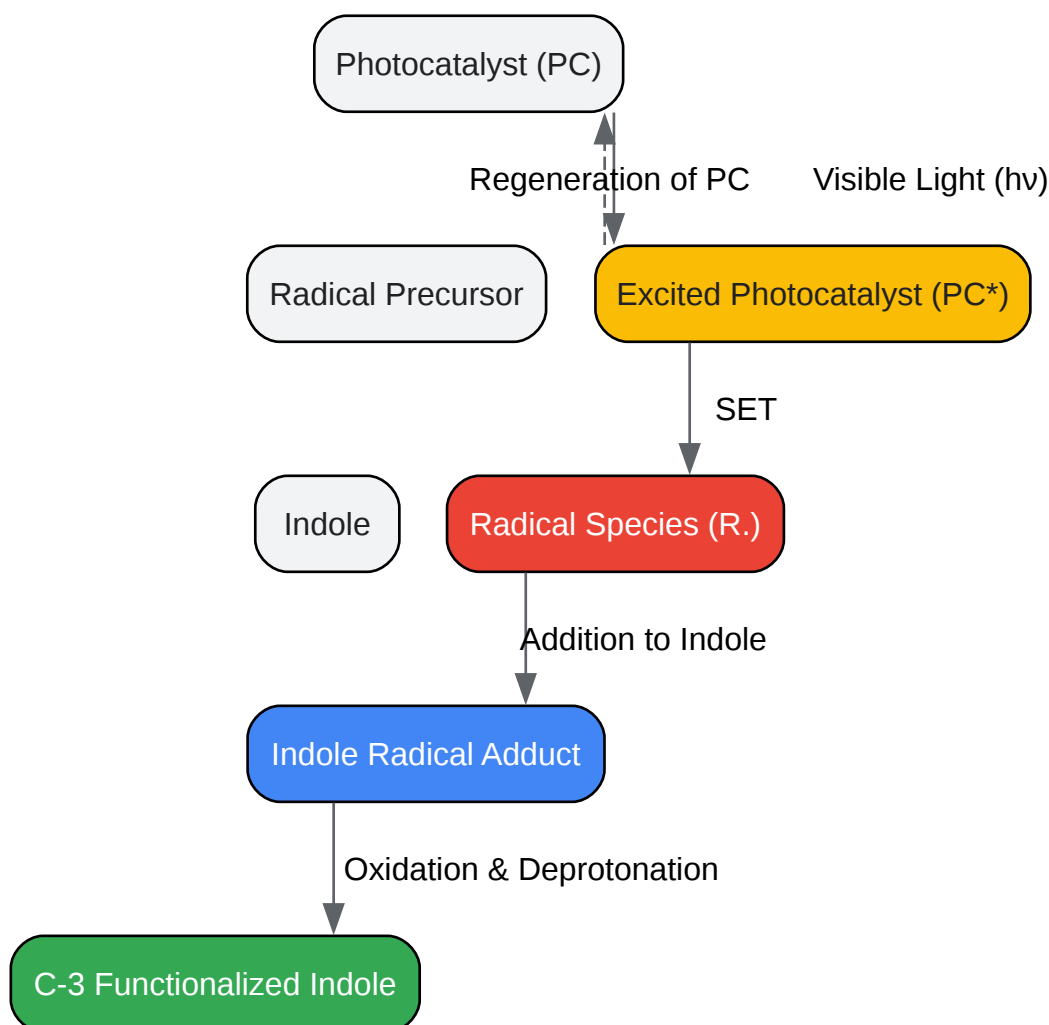 Photocatalyst (PC)
Regeneration of PC
Visible Light (hν)
Radical Precursor
Excited Photocatalyst (PC*)
SET
Indole
Radical Species (R.)
Addition to Indole
Indole Radical Adduct
Oxidation & Deprotonation
C-3 Functionalized Indole